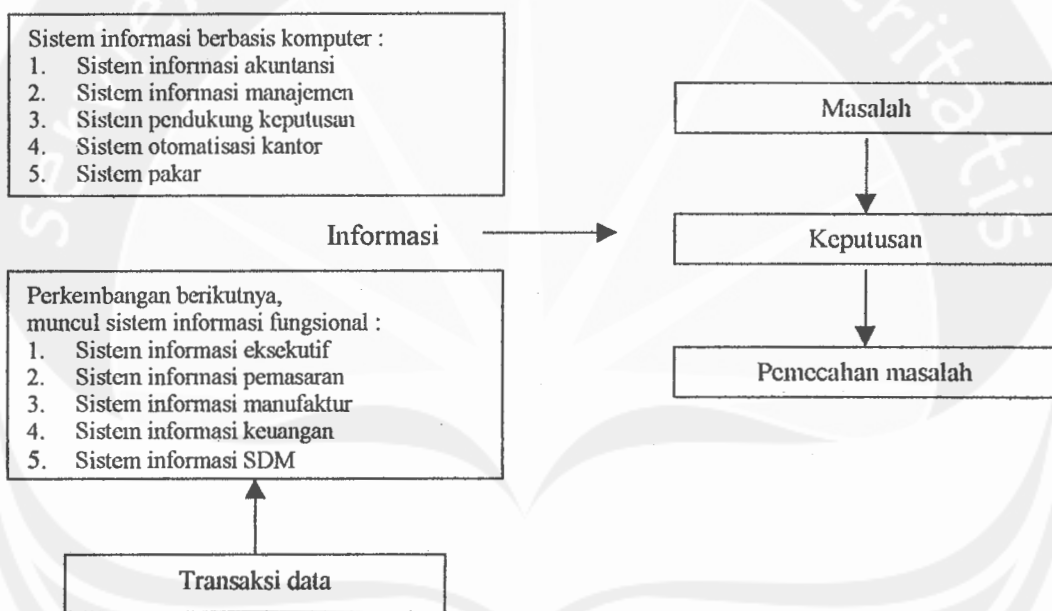 Sistem informasi berbasis komputer :
1. Sistem informasi akuntansi
2. Sistem informasi manajemen
3. Sistem pendukung keputusan
4. Sistem otomatisasi kantor
5. Sistem pakar
Informasi
Perkembangan berikutnya,
muncul sistem informasi fungsional :
1. Sistem informasi eksekutif
2. Sistem informasi pemasaran
3. Sistem informasi manufaktur
4. Sistem informasi keuangan
5. Sistem informasi SDM
Transaksi data
Masalah
Keputusan
Pemecahan masalah